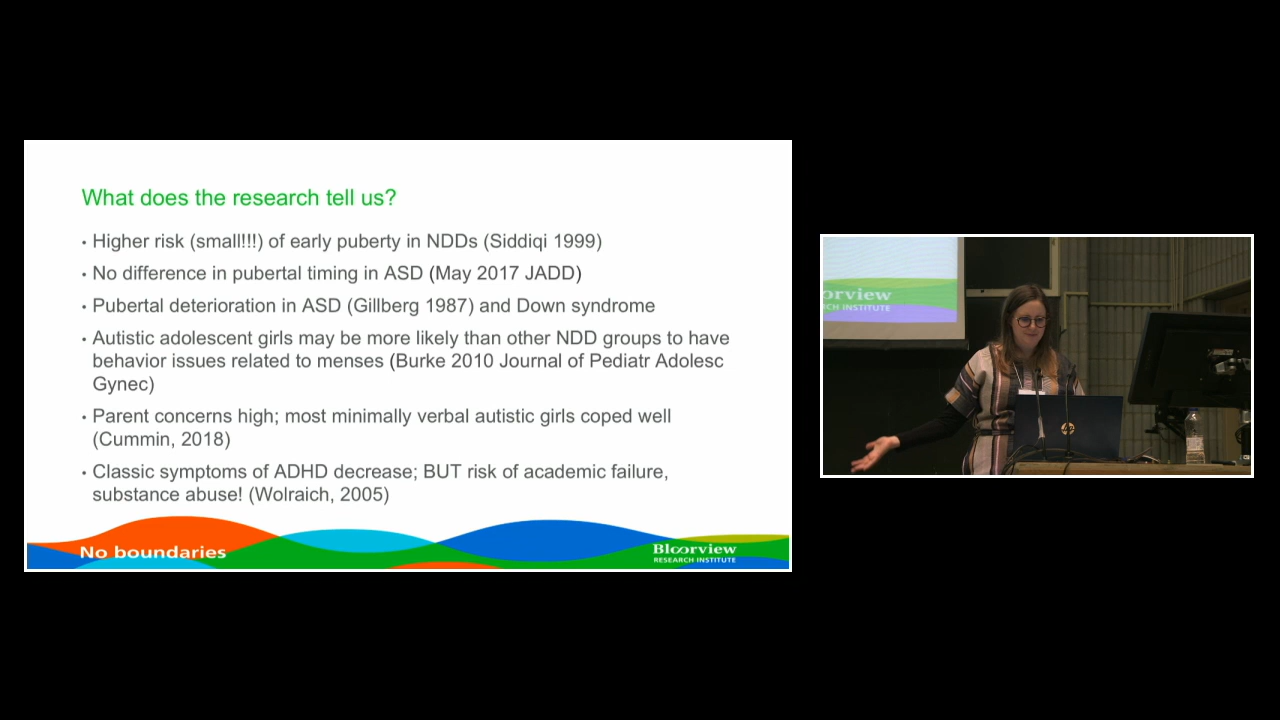 What does the research tell us?
• Higher risk (small!!!) of early puberty in NDDs (Siddiqi 1999)
• No difference in pubertal timing in ASD (May 2017 JADD)
• Pubertal deterioration in ASD (Gillberg 1987) and Down syndrome
• Autistic adolescent girls may be more likely than other NDD groups to have
behavior issues related to menses (Burke 2010 Journal of Pediatr Adolesc
Gynec)
• Parent concerns high; most minimally verbal autistic girls coped well
(Cummin, 2018)
• Classic symptoms of ADHD decrease; BUT risk of academic failure,
substance abuse! (Wolraich, 2005)
No boundaries
Bloorview
RESEARCH INSTITUTE
orview
RCH INSTITUTE
hp